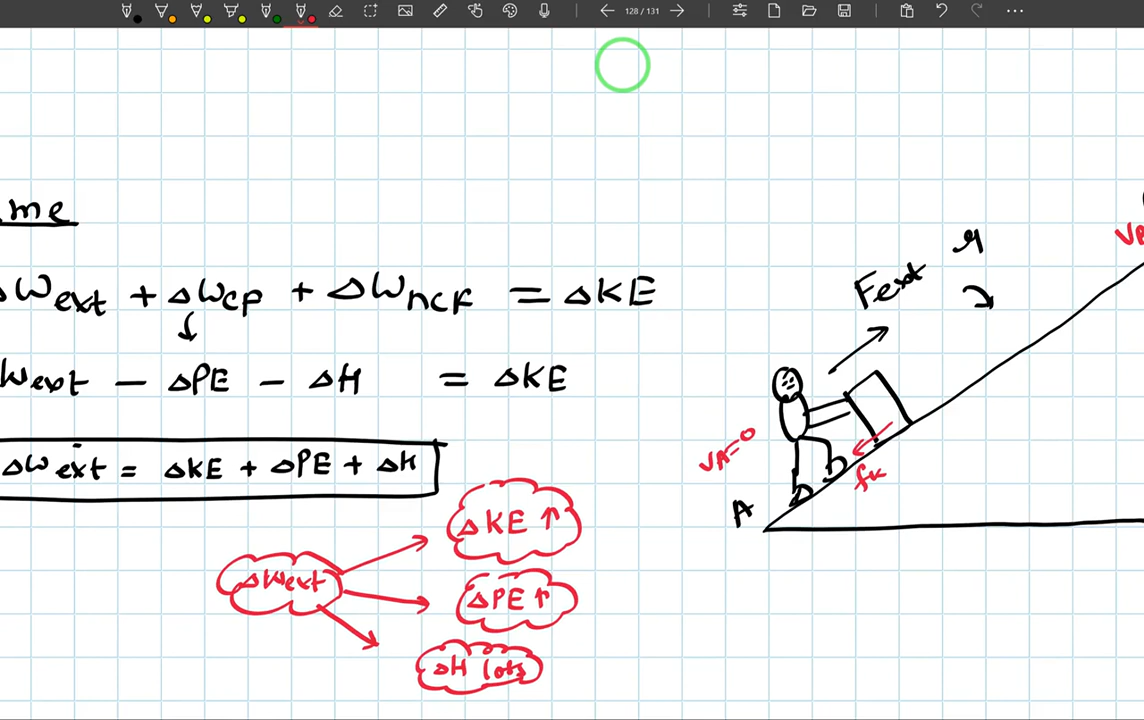 128 / 131
me
ΔWext + ΔWCP + ΔWNCF = ΔKE
Wext - ΔPE - ΔH = ΔKE
ΔWext = ΔKE + ΔPE + ΔH
ΔWext
ΔKE ↑
ΔPE ↑
ΔH lots
Fext
VA=0
fk
A